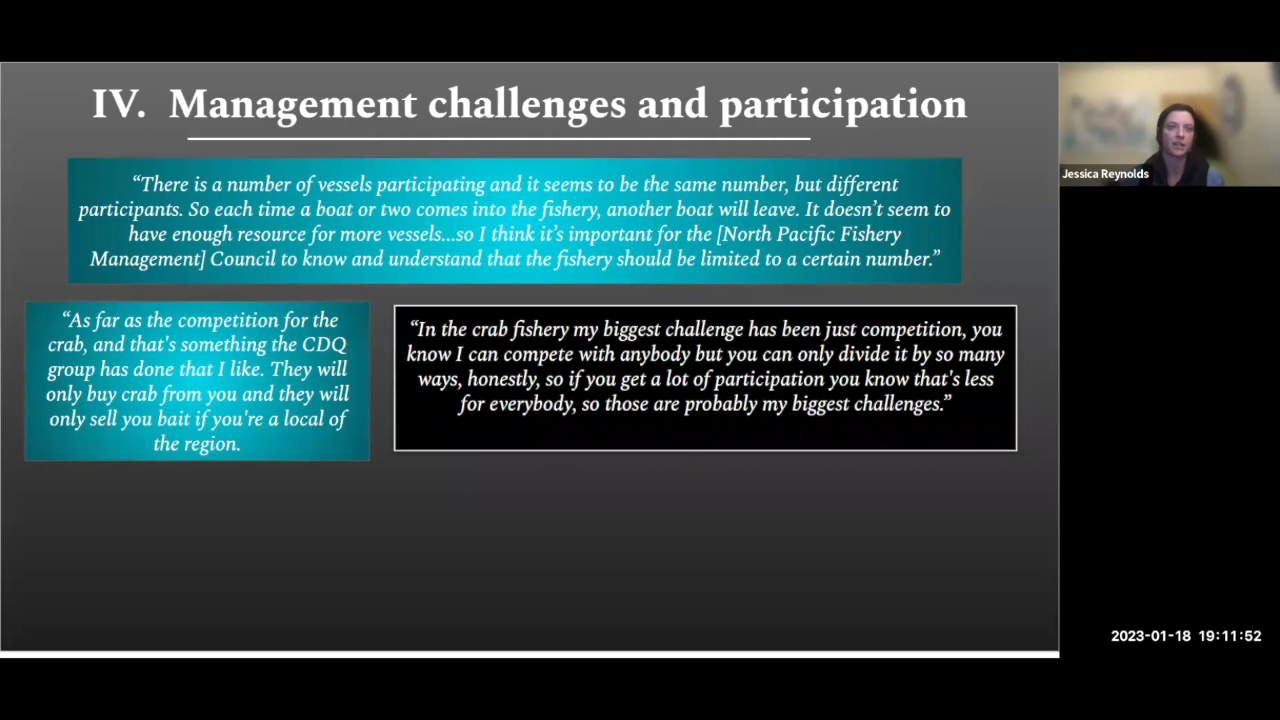 IV. Management challenges and participation
“There is a number of vessels participating and it seems to be the same number, but different
participants. So each time a boat or two comes into the fishery, another boat will leave. It doesn’t seem to
have enough resource for more vessels...so I think it’s important for the [North Pacific Fishery
Management] Council to know and understand that the fishery should be limited to a certain number.”
“As far as the competition for the
crab, and that's something the CDQ
group has done that I like. They will
only buy crab from you and they will
only sell you bait if you're a local of
the region.
“In the crab fishery my biggest challenge has been just competition, you
know I can compete with anybody but you can only divide it by so many
ways, honestly, so if you get a lot of participation you know that's less
for everybody, so those are probably my biggest challenges.”
Jessica Reynolds
2023-01-18 19:11:52